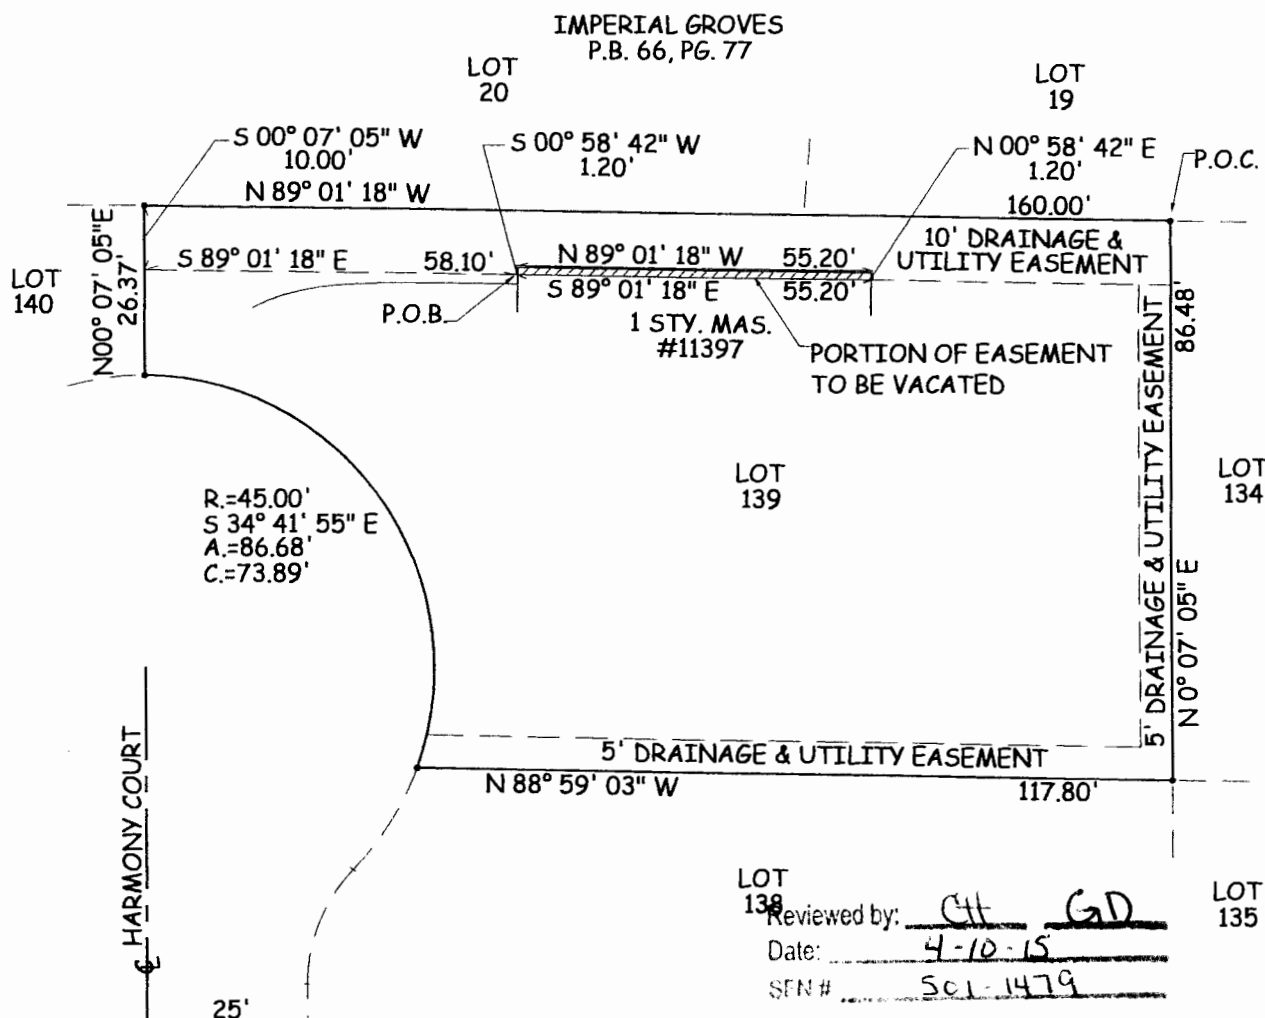 IMPERIAL GROVES
P.B. 66, PG. 77
LOT
20
LOT
19
S 00° 07' 05" W
10.00'
S 00° 58' 42" W
1.20'
N 00° 58' 42" E
1.20'
P.O.C.
N 89° 01' 18" W
160.00'
N00° 07' 05"E
26.37'
S 89° 01' 18" E
58.10'
N 89° 01' 18" W
55.20'
10' DRAINAGE &
UTILITY EASEMENT
LOT
140
P.O.B.
S 89° 01' 18" E
55.20'
1 STY. MAS.
#11397
PORTION OF EASEMENT
TO BE VACATED
86.48'
N 0° 07' 05" E
5' DRAINAGE & UTILITY EASEMENT
LOT
139
LOT
134
R.=45.00'
S 34° 41' 55" E
A.=86.68'
C.=73.89'
5' DRAINAGE & UTILITY EASEMENT
N 88° 59' 03" W
117.80'
HARMONY COURT
℄
25'
LOT
138
LOT
135
Reviewed by: CH GD
Date: 4-10-15
SFN # 501-1479